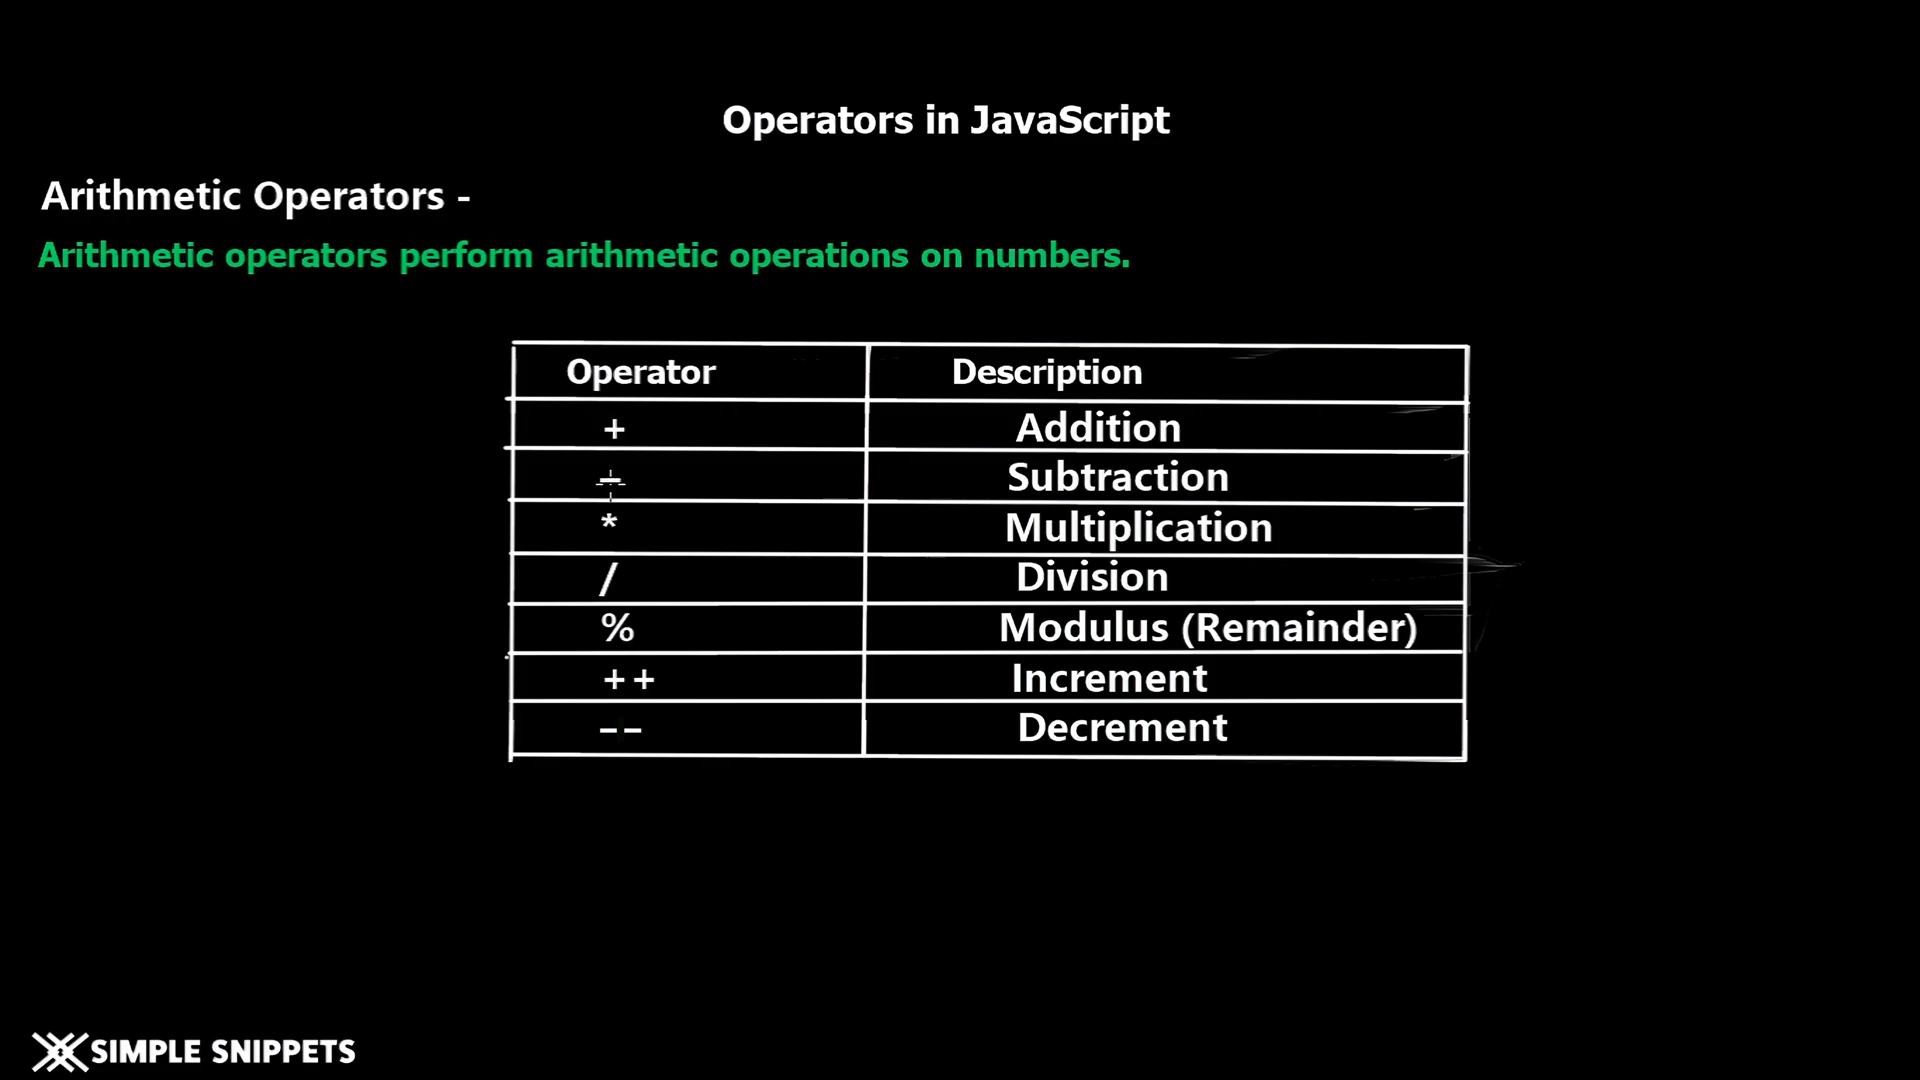 Operators in JavaScript
Arithmetic Operators -
Arithmetic operators perform arithmetic operations on numbers.
Operator Description
+ Addition
- Subtraction
* Multiplication
/ Division
% Modulus (Remainder)
++ Increment
-- Decrement
SIMPLE SNIPPETS